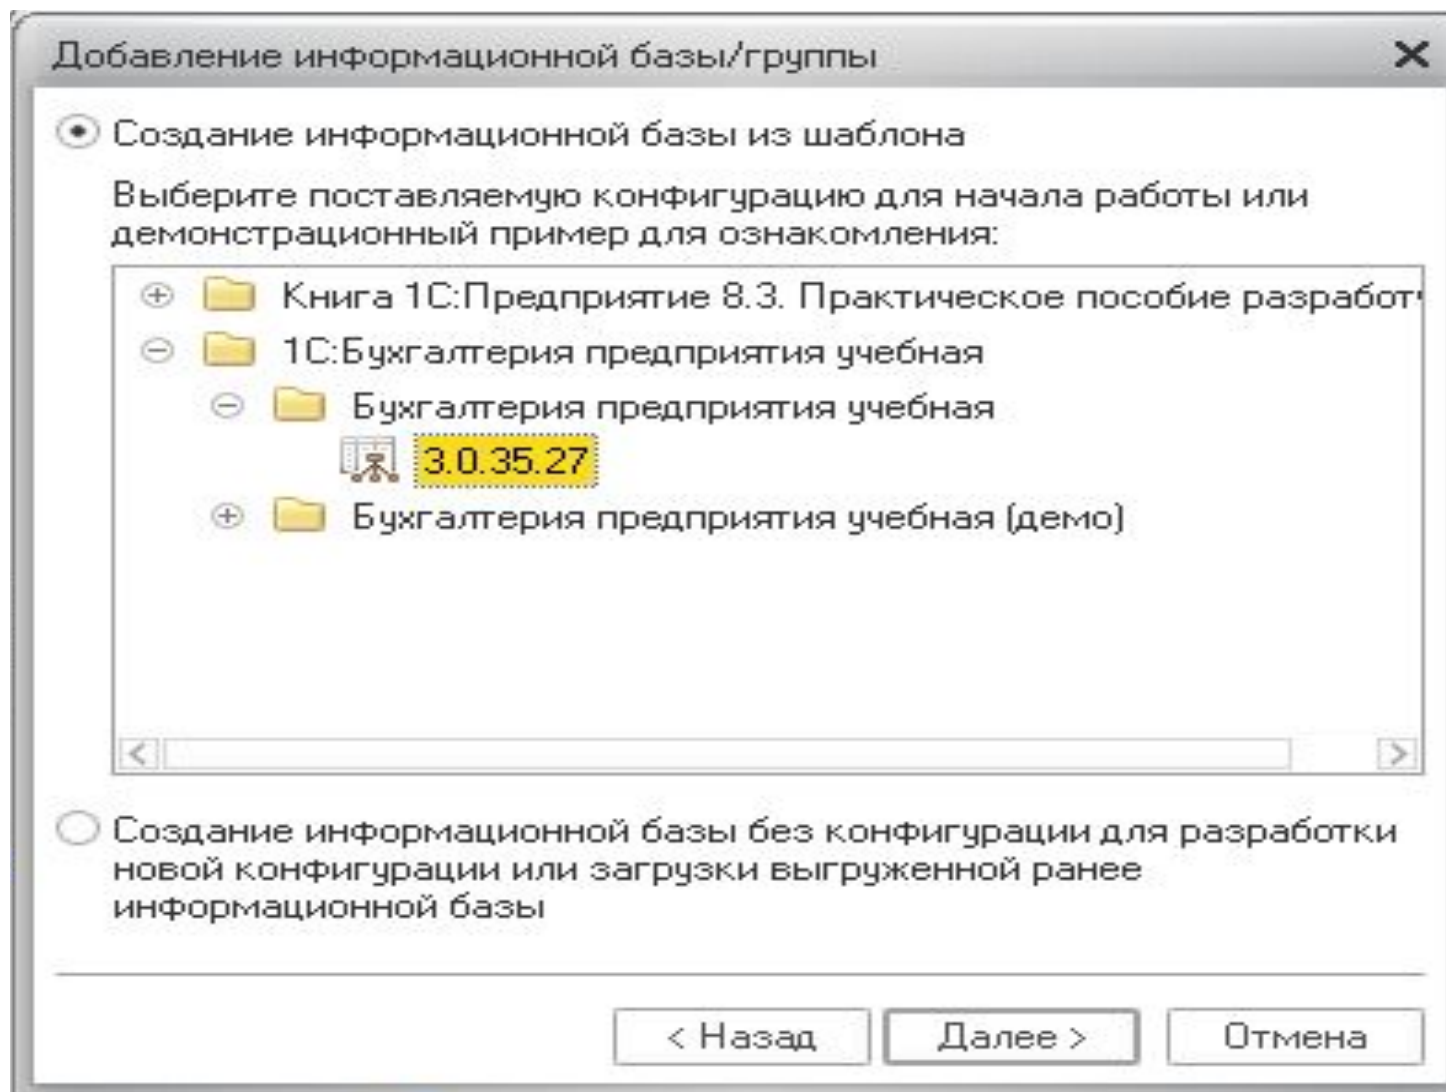 Добавление информационной базы/группы
Создание информационной базы из шаблона
Выберите поставляемую конфигурацию для начала работы или
демонстрационный пример для ознакомления:
Книга 1С:Предприятие 8.3. Практическое пособие
1С:Бухгалтерия предприятия учебная
Бухгалтерия предприятия учебная
3.0.35.27
Бухгалтерия предприятия учебная (демо)
Создание информационной базы без конфигурации для разработки
новой конфигурации или загрузки выгруженной ранее
информационной базы
< Назад
Далее >
Отмена